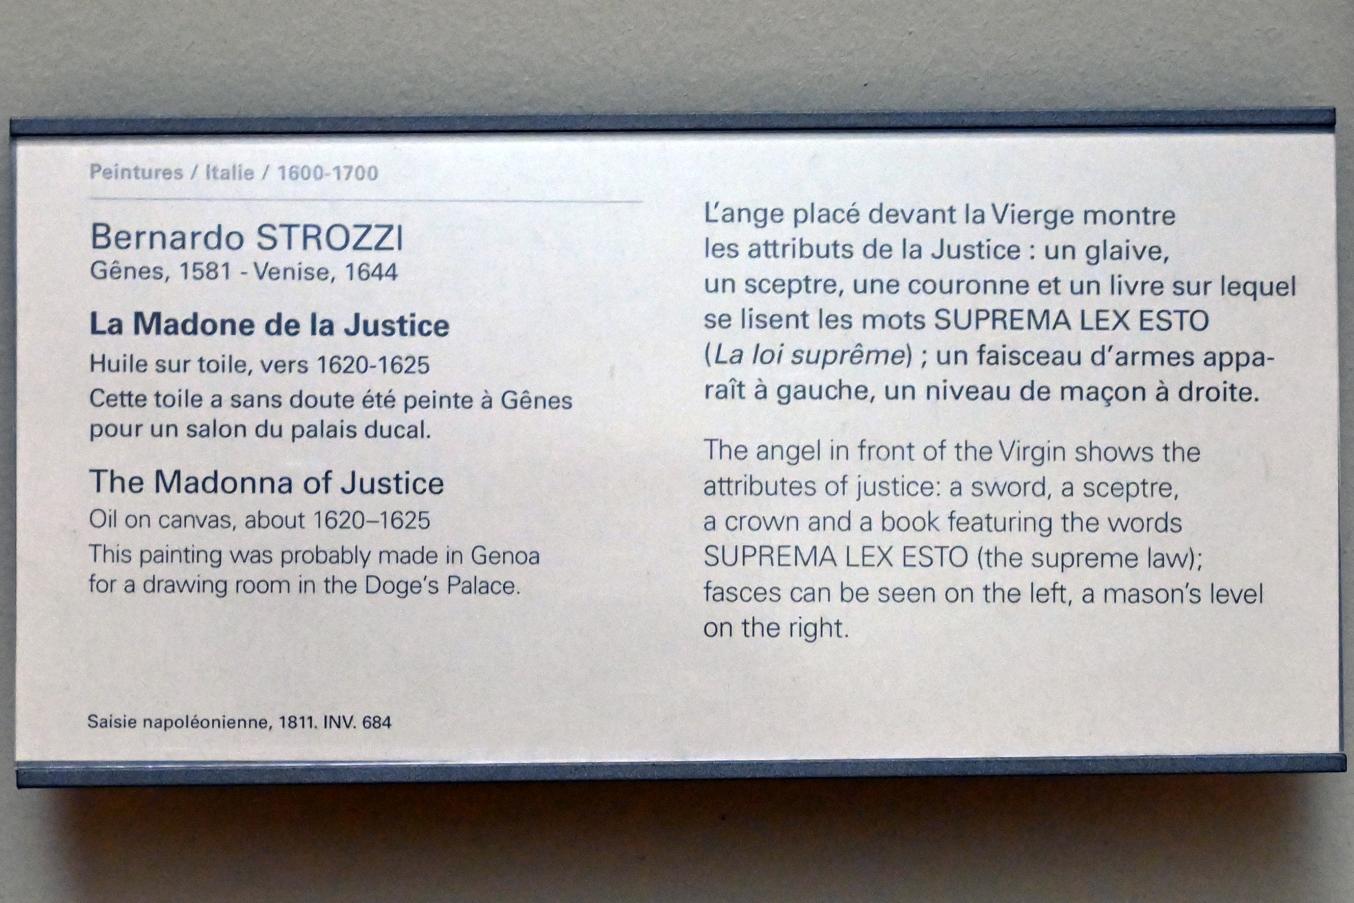 Peintures / Italie / 1600-1700
Bernardo STROZZI
Gênes, 1581 - Venise, 1644
La Madone de la Justice
Huile sur toile, vers 1620-1625
Cette toile a sans doute été peinte à Gênes
pour un salon du palais ducal.
The Madonna of Justice
Oil on canvas, about 1620–1625
This painting was probably made in Genoa
for a drawing room in the Doge's Palace.
Saisie napoléonienne, 1811. INV. 684
L'ange placé devant la Vierge montre
les attributs de la Justice : un glaive,
un sceptre, une couronne et un livre sur lequel
se lisent les mots SUPREMA LEX ESTO
(La loi suprême) ; un faisceau d'armes appa-
raît à gauche, un niveau de maçon à droite.
The angel in front of the Virgin shows the
attributes of justice: a sword, a sceptre,
a crown and a book featuring the words
SUPREMA LEX ESTO (the supreme law);
fasces can be seen on the left, a mason's level
on the right.